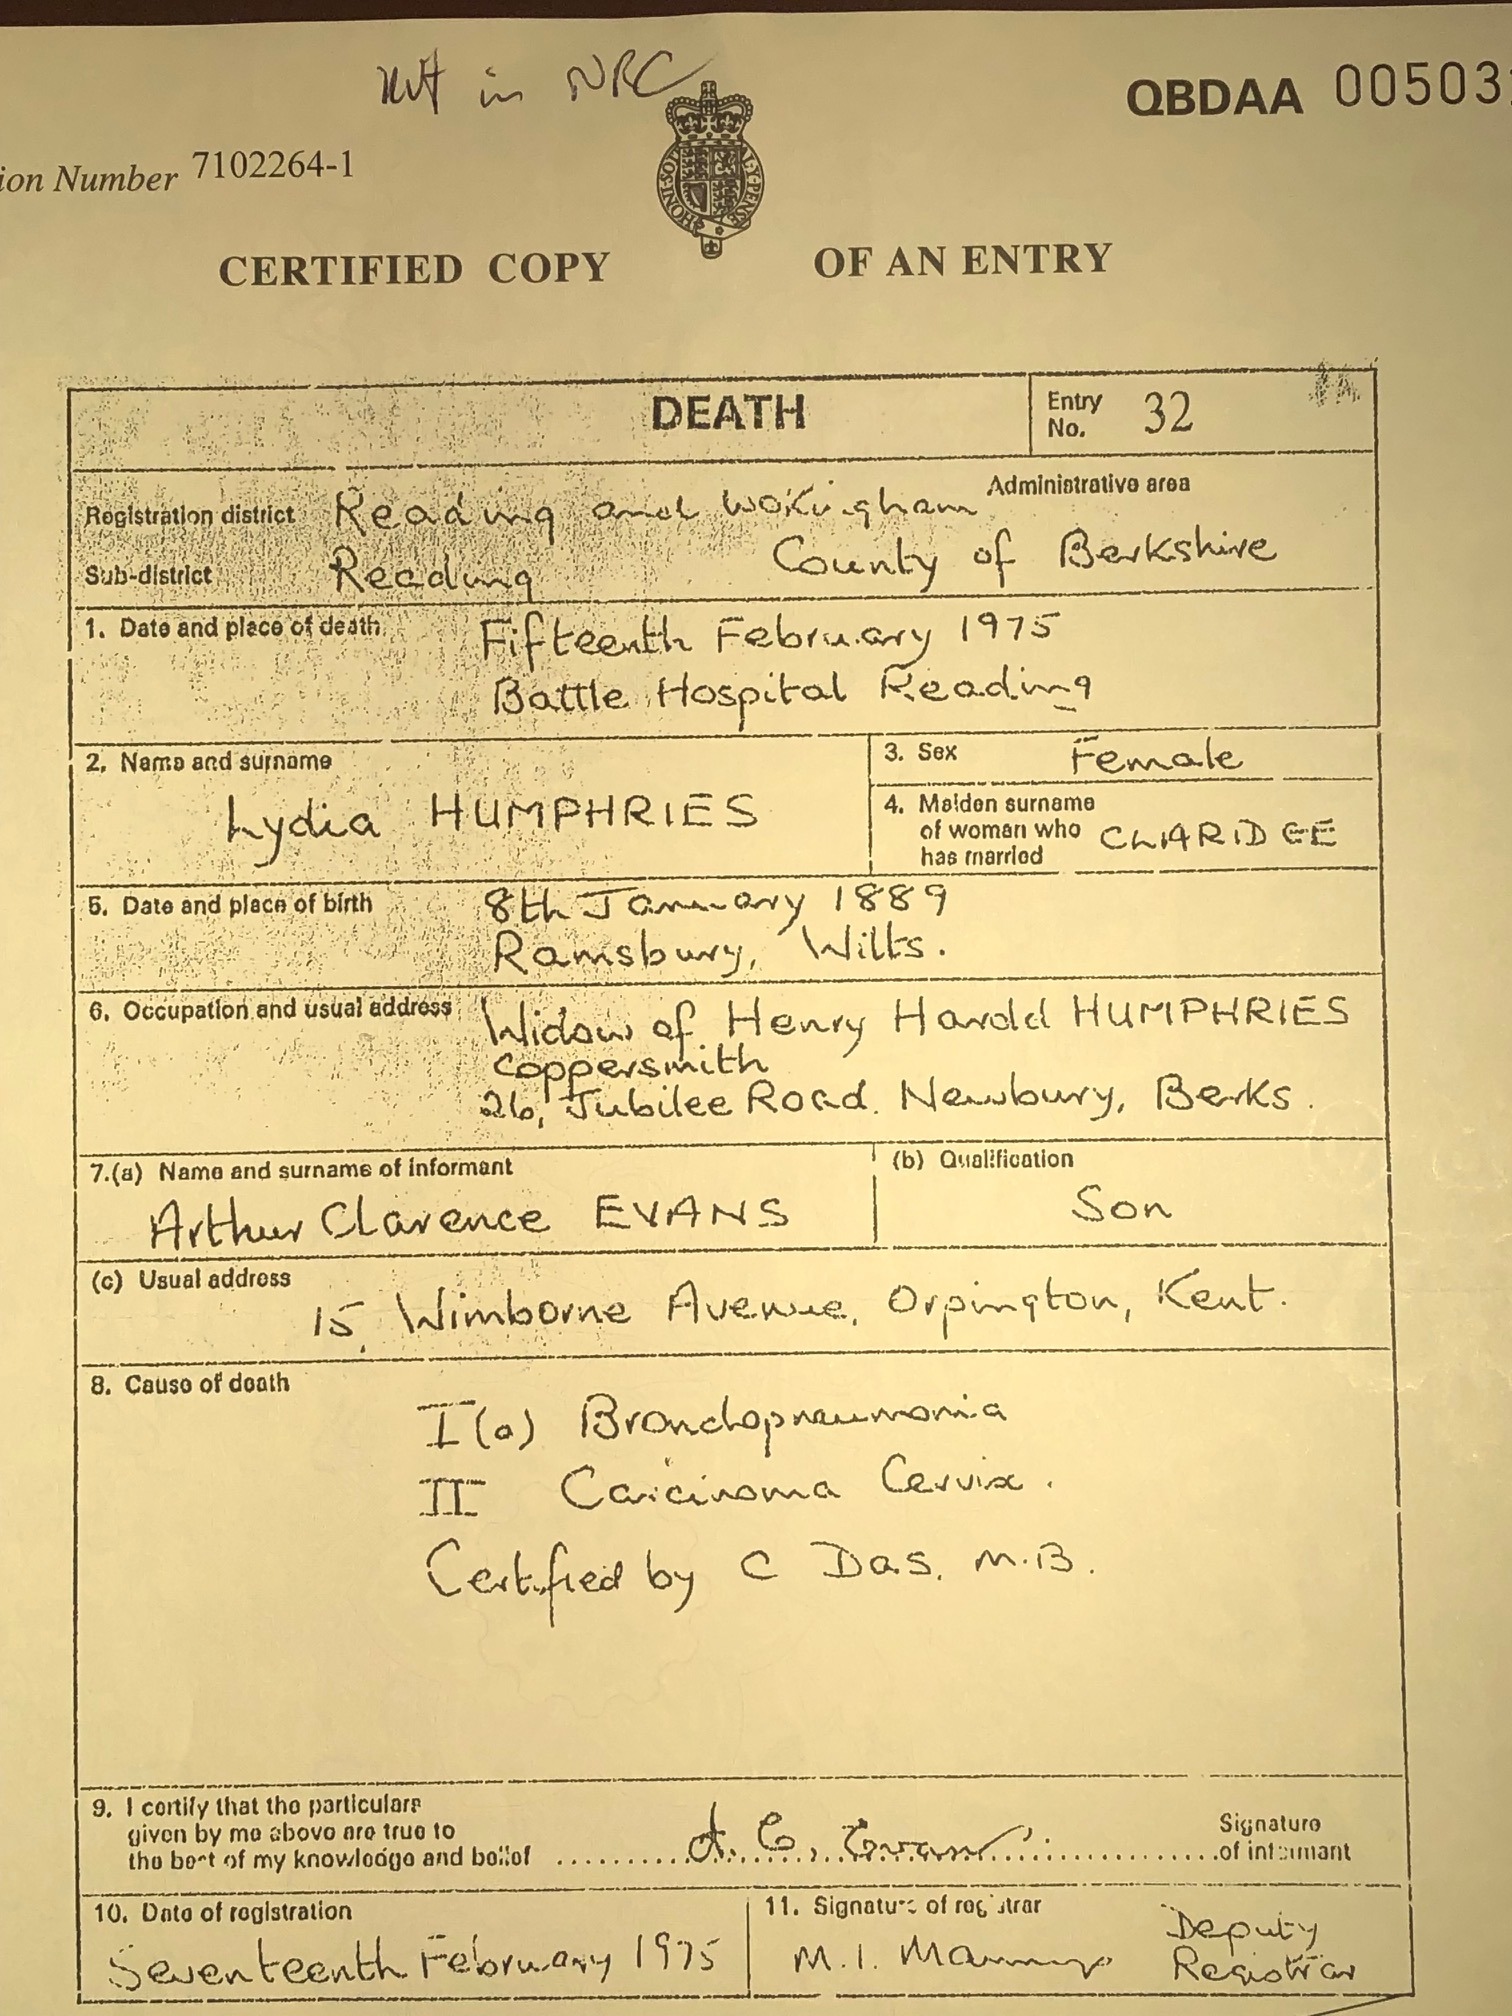 not in NRC
QBDAA 00503
ion Number 7102264-1
HONI·SOIT
Y·PENSE
CERTIFIED COPY OF AN ENTRY
DEATH
Entry No. 32
Registration district Reading and Wokingham Administrative area
Sub-district Reading County of Berkshire
1. Date and place of death Fifteenth February 1975
Battle Hospital Reading
2. Name and surname
Lydia HUMPHRIES
3. Sex Female
4. Maiden surname
of woman who CLARIDGE
has married
5. Date and place of birth 8th January 1889
Ramsbury, Wilts.
6. Occupation and usual address Widow of Henry Harold HUMPHRIES
Coppersmith
26, Jubilee Road. Newbury, Berks.
7.(a) Name and surname of informant
Arthur Clarence EVANS
(b) Qualification
Son
(c) Usual address
15, Wimborne Avenue, Orpington, Kent.
8. Cause of death
I (a) Bronchopneumonia
II Carcinoma Cervix.
Certified by C Das. M.B.
9. I certify that the particulars
given by me above are true to
the best of my knowledge and belief A. C. Evans Signature of informant
10. Date of registration
Seventeenth February 1975
11. Signature of registrar
M. I. Deputy
Registrar